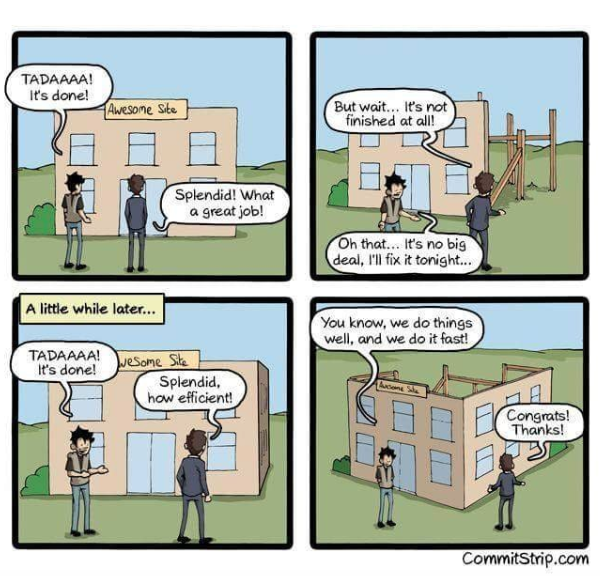 TADAAAA!
It's done!
Awesome Site
Splendid! What
a great job!
But wait... It's not
finished at all!
Oh that... It's no big
deal, I'll fix it tonight...
A little while later...
TADAAAA!
It's done!
weSome Site
Splendid,
how efficient!
You know, we do things
well, and we do it fast!
Awesome Site
Congrats!
Thanks!
CommitStrip.com